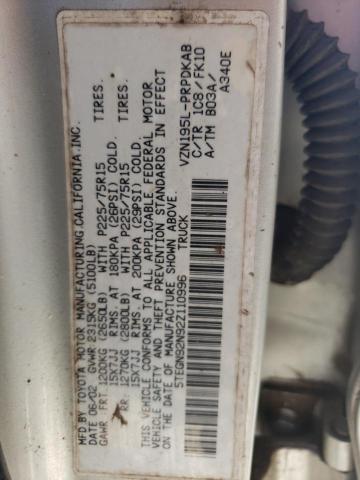 MFD BY TOYOTA MOTOR MANUFACTURING CALIFORNIA INC.
DATE 06/02 GVWR 2315KG (5100LB)
GAWR FRT 1200KG (2650LB) WITH P225/75R15 TIRES.
15X7JJ RIMS AT 180KPA (26PSI) COLD.
RR: 1270KG (2800LB) WITH P225/75R15 TIRES.
15X7JJ RIMS AT 200KPA (29PSI) COLD.
THIS VEHICLE CONFORMS TO ALL APPLICABLE FEDERAL MOTOR
VEHICLE SAFETY AND THEFT PREVENTION STANDARDS IN EFFECT
ON THE DATE OF MANUFACTURE SHOWN ABOVE.
5TEGN92N92Z110996 TRUCK
VZN195L-PRPDKAB
C/TR 1C8/FK10
A/TM B03A/
A340E